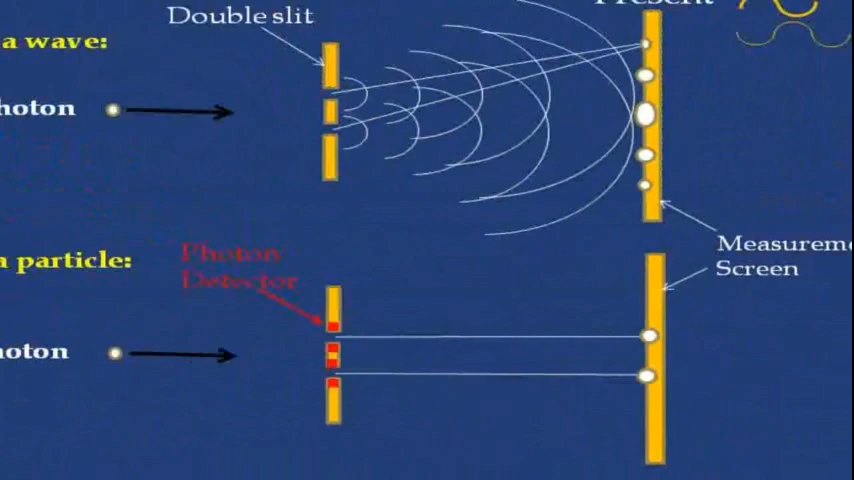 Present
Double slit
a wave:
hoton
Measureme
Screen
a particle:
Photon
Detector
hoton